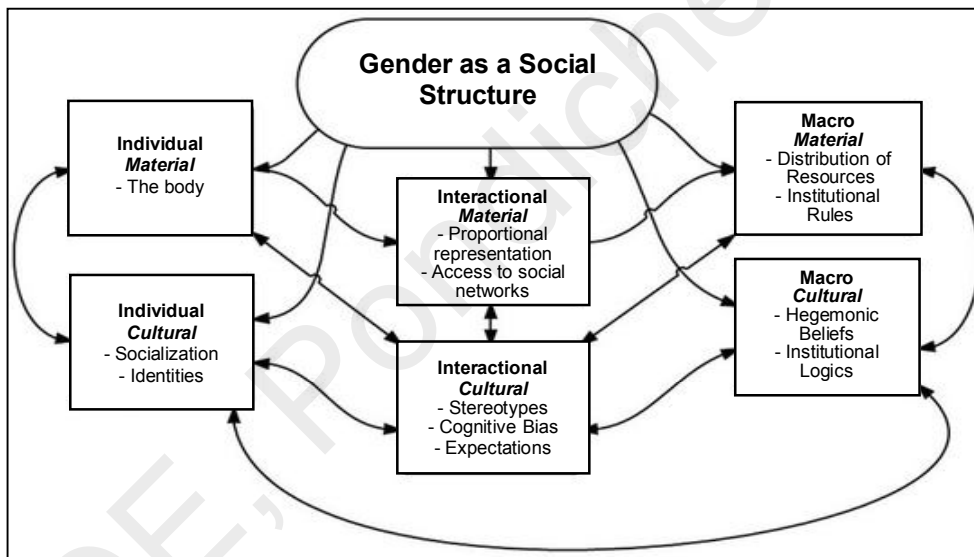 Gender as a Social
Structure
Individual
Material
- The body
Individual
Cultural
- Socialization
- Identities
Interactional
Material
- Proportional
representation
- Access to social
networks
Interactional
Cultural
- Stereotypes
- Cognitive Bias
- Expectations
Macro
Material
- Distribution of
Resources
- Institutional
Rules
Macro
Cultural
- Hegemonic
Beliefs
- Institutional
Logics